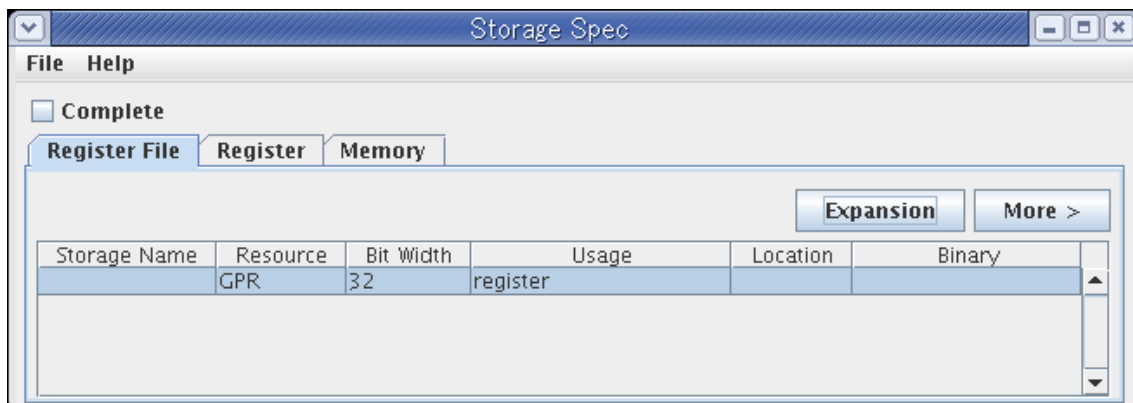 Storage Spec
File Help
Complete
Register File Register Memory
Expansion More >
Storage Name Resource Bit Width Usage Location Binary
GPR 32 register